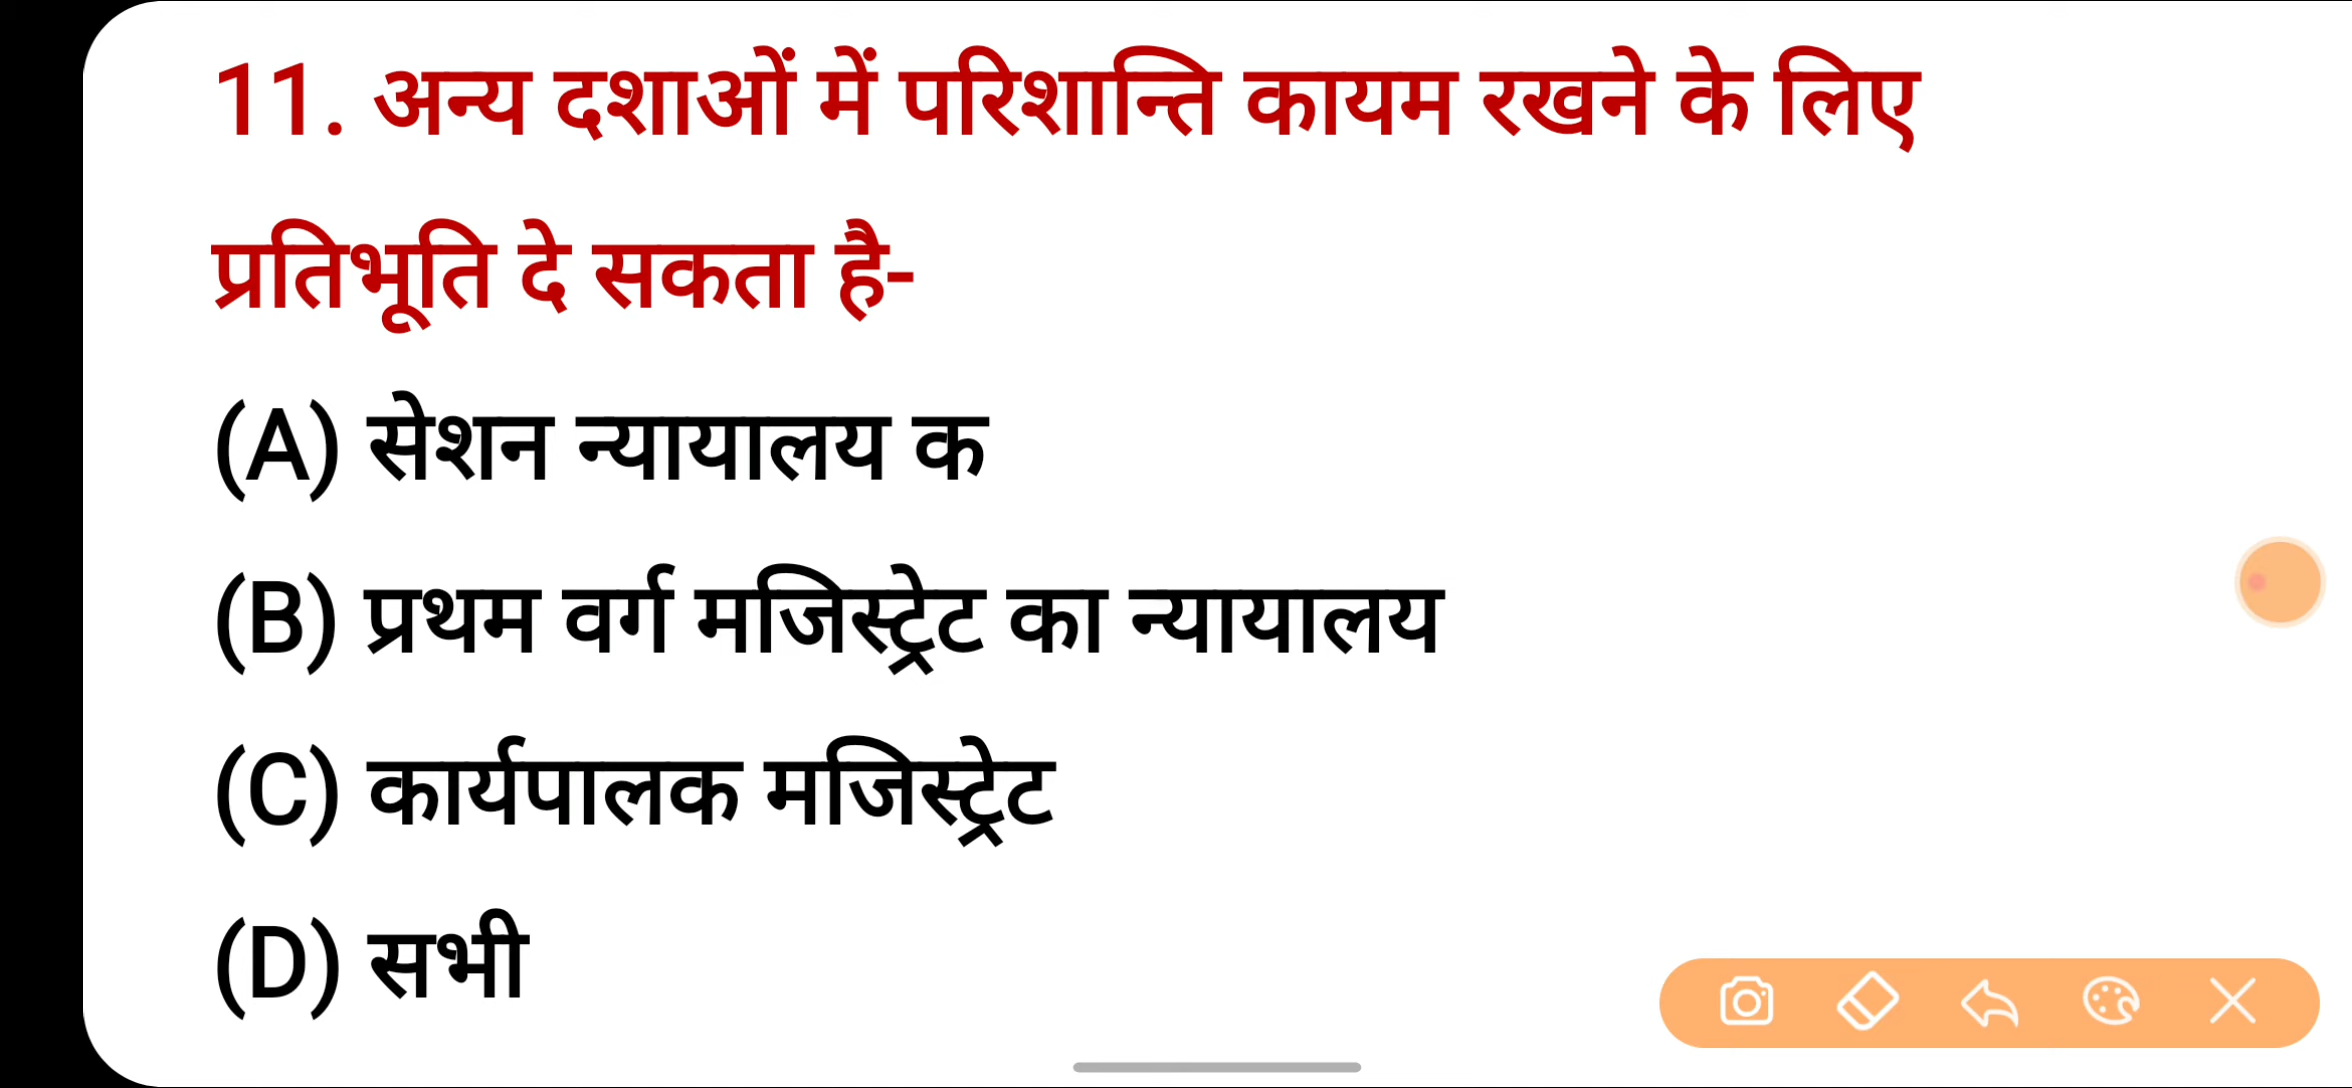 11. अन्य दशाओं में परिशान्ति कायम रखने के लिए
प्रतिभूति दे सकता है-
(A) सेशन न्यायालय क
(B) प्रथम वर्ग मजिस्ट्रेट का न्यायालय
(C) कार्यपालक मजिस्ट्रेट
(D) सभी